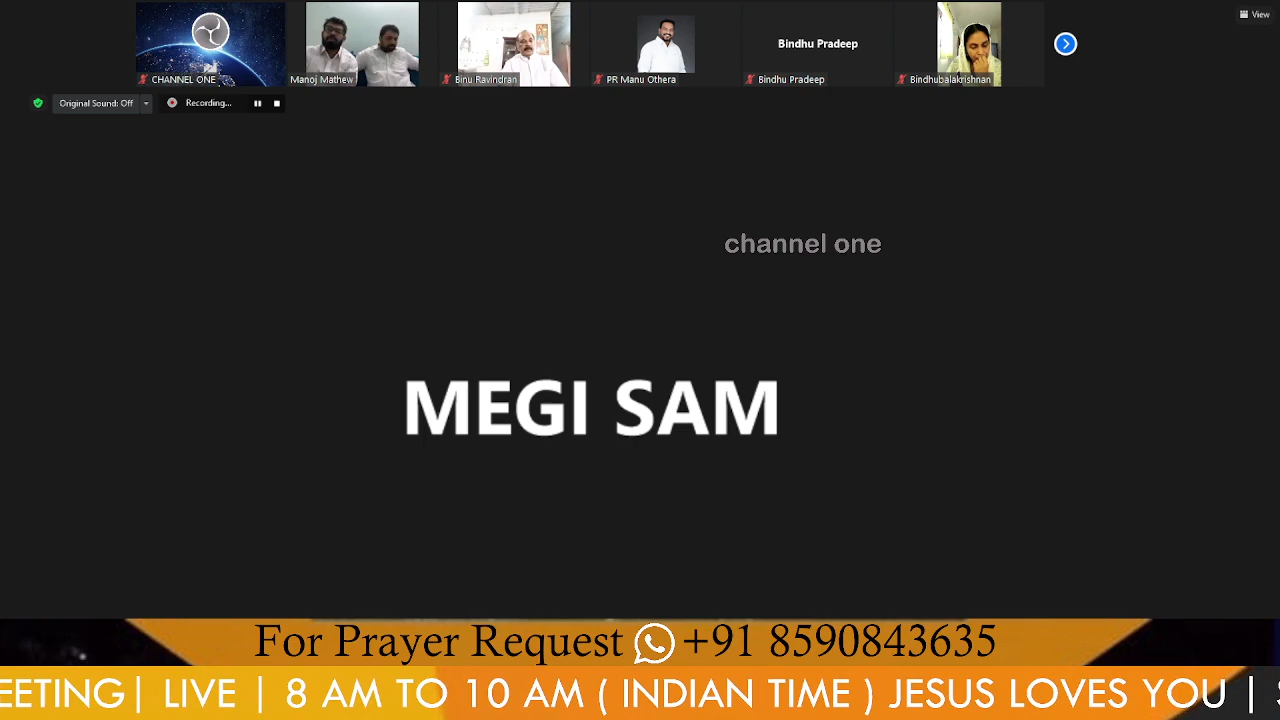 View
Bindhu Pradeep
CHANNEL ONE
Manoj Mathew
Binu Ravindran
PR Manu Othera
Bindhu Pradeep
Bindhubalakrishnan
Original Sound: Off
Recording...
channel one
MEGI SAM
For Prayer Request +91 8590843635
EETING| LIVE | 8 AM TO 10 AM ( INDIAN TIME ) JESUS LOVES YOU |